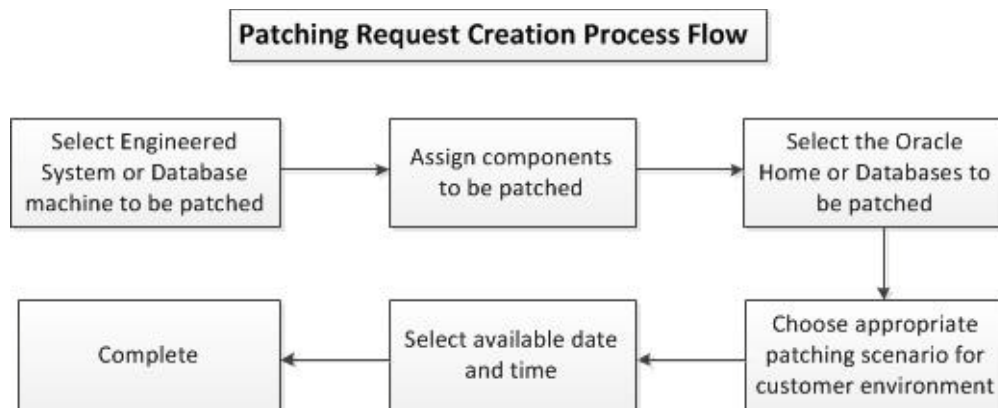 Patching Request Creation Process Flow
Select Engineered
System or Database
machine to be patched
Assign components
to be patched
Select the Oracle
Home or Databases to
be patched
Choose appropriate
patching scenario for
customer environment
Select available date
and time
Complete